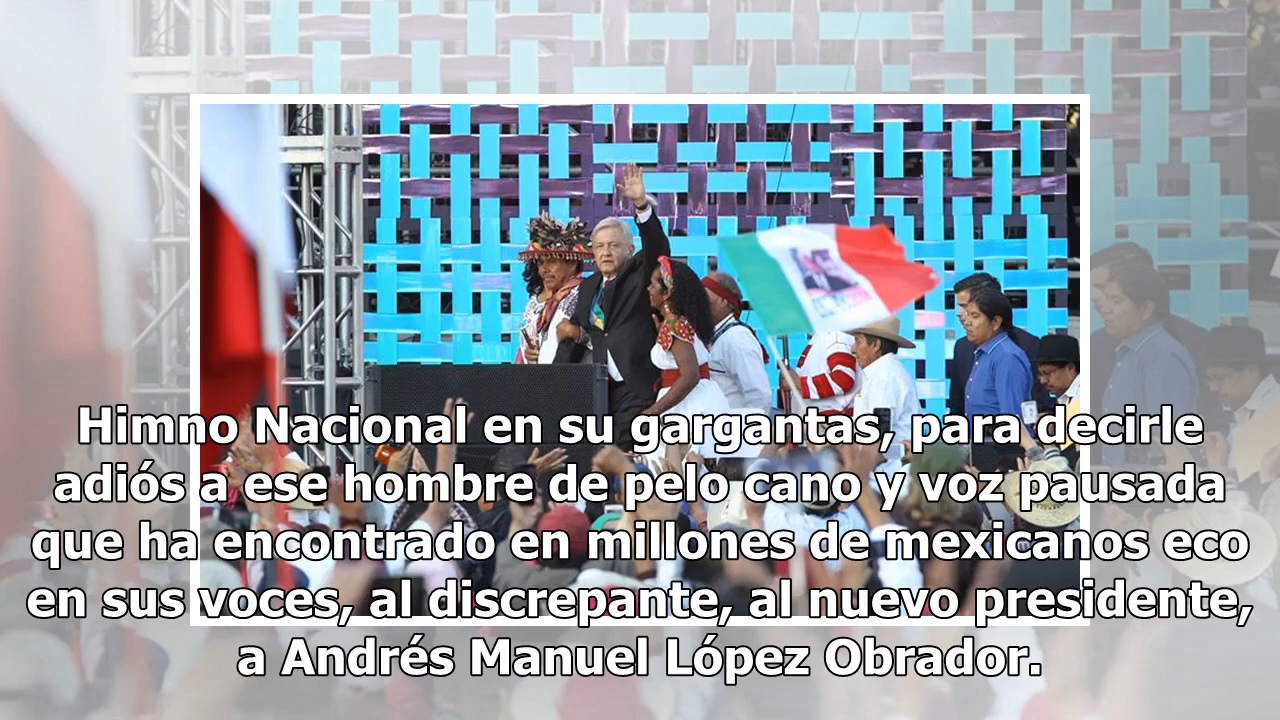 Himno Nacional en su gargantas, para decirle
adiós a ese hombre de pelo cano y voz pausada
que ha encontrado en millones de mexicanos eco
en sus voces, al discrepante, al nuevo presidente,
a Andrés Manuel López Obrador.